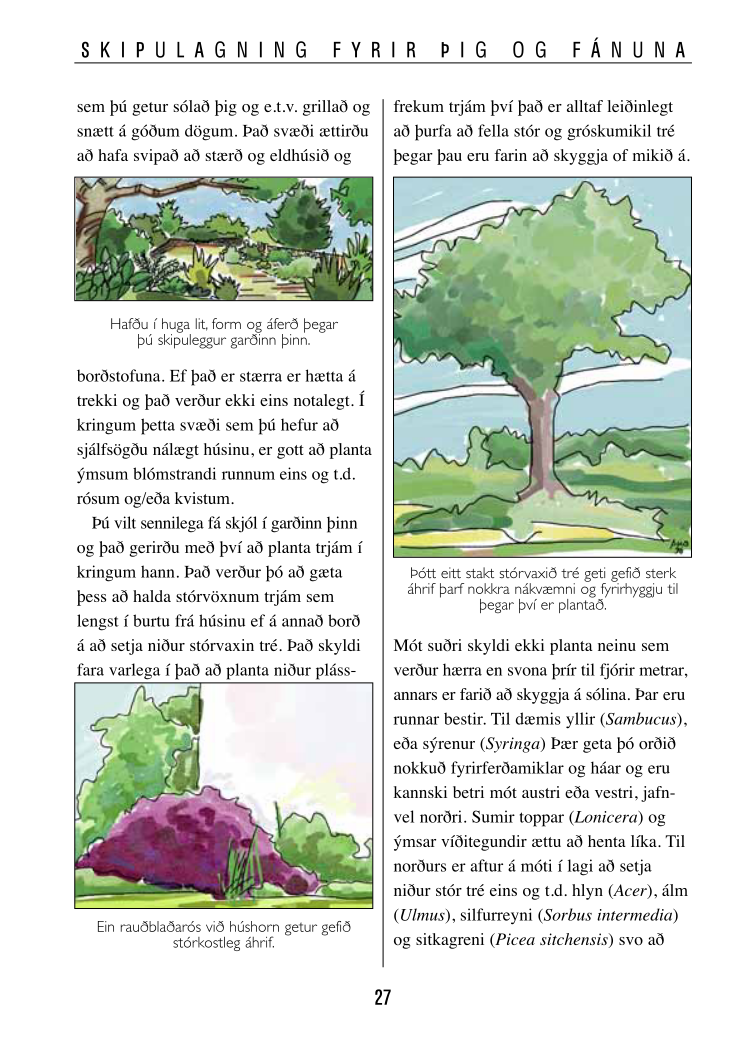 SKIPULAGNING FYRIR ÞIG OG FÁNUNA
sem þú getur sólað þig og e.t.v. grillað og
snætt á góðum dögum. Það svæði ættirðu
að hafa svipað að stærð og eldhúsið og
Hafðu í huga lit, form og áferð þegar
þú skipuleggur garðinn þinn.
borðstofuna. Ef það er stærra er hætta á
trekki og það verður ekki eins notalegt. Í
kringum þetta svæði sem þú hefur að
sjálfsögðu nálægt húsinu, er gott að planta
ýmsum blómstrandi runnum eins og t.d.
rósum og/eða kvistum.
Þú vilt sennilega fá skjól í garðinn þinn
og það gerirðu með því að planta trjám í
kringum hann. Það verður þó að gæta
þess að halda stórvöxnum trjám sem
lengst í burtu frá húsinu ef á annað borð
á að setja niður stórvaxin tré. Það skyldi
fara varlega í það að planta niður pláss-
Ein rauðblaðarós við húshorn getur gefið
stórkostleg áhrif.
frekum trjám því það er alltaf leiðinlegt
að þurfa að fella stór og gróskumikil tré
þegar þau eru farin að skyggja of mikið á.
Þótt eitt stakt stórvaxið tré geti gefið sterk
áhrif þarf nokkra nákvæmni og fyrirhyggju til
þegar því er plantað.
Mót suðri skyldi ekki planta neinu sem
verður hærra en svona þrír til fjórir metrar,
annars er farið að skyggja á sólina. Þar eru
runnar bestir. Til dæmis yllir (Sambucus),
eða sýrenur (Syringa) Þær geta þó orðið
nokkuð fyrirferðamiklar og háar og eru
kannski betri mót austri eða vestri, jafn-
vel norðri. Sumir toppar (Lonicera) og
ýmsar víðitegundir ættu að henta líka. Til
norðurs er aftur á móti í lagi að setja
niður stór tré eins og t.d. hlyn (Acer), álm
(Ulmus), silfurreyni (Sorbus intermedia)
og sitkagreni (Picea sitchensis) svo að
27